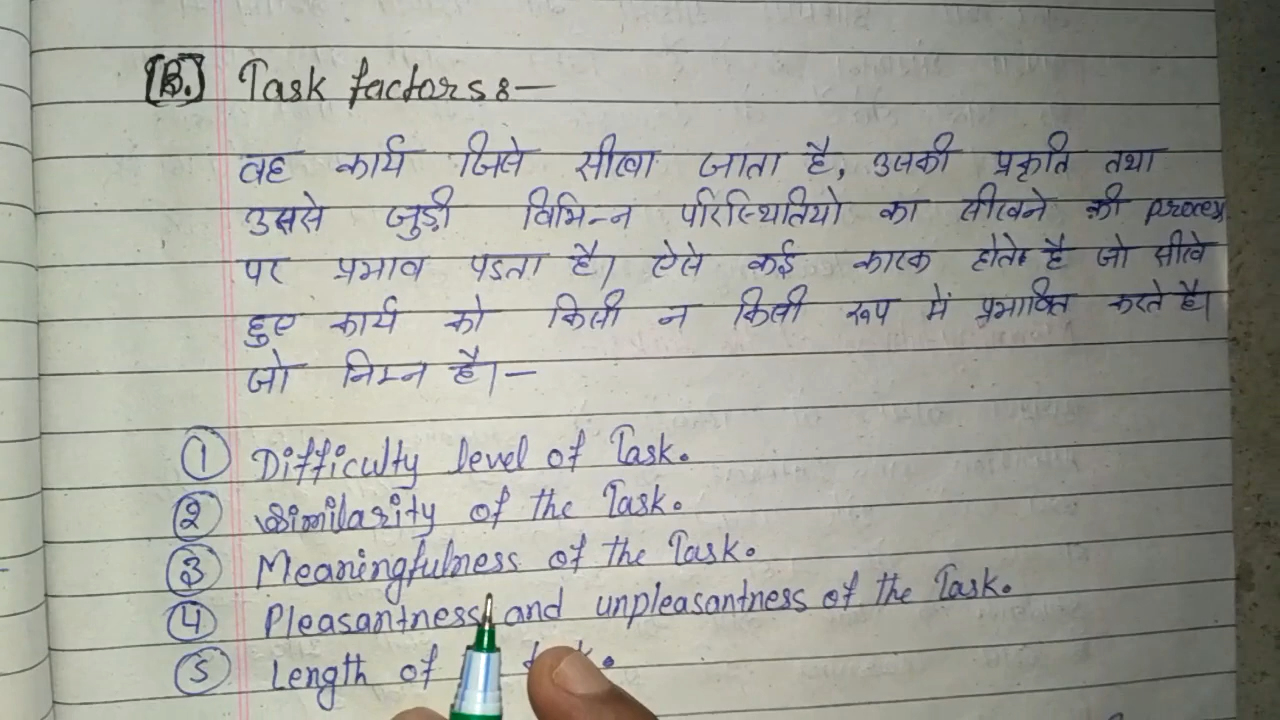 [B.] Task factors:—
वह कार्य जिसे सीखा जाता है, उसकी प्रकृति तथा
उससे जुड़ी विभिन्न परिस्थितियो का सीखने की process
पर प्रभाव पडता है। ऐसे कई कारक होते है जो सीखे
हुए कार्य को किसी न किसी रूप में प्रभावित करते है।
जो निम्न है।—
① Difficulty level of Task.
② Similarity of the Task.
③ Meaningfulness of the Task.
④ Pleasantness and unpleasantness of the Task.
⑤ Length of